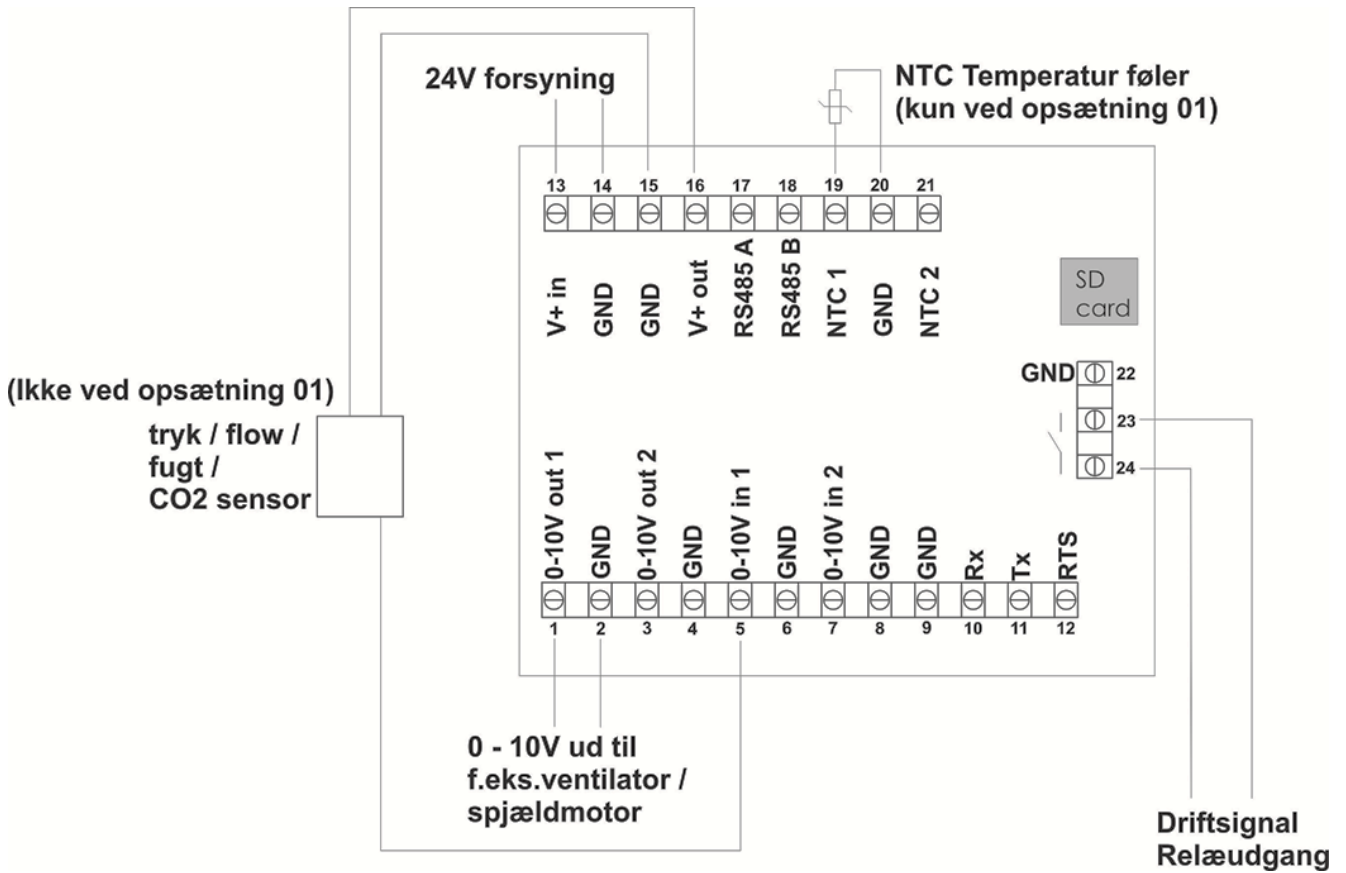 24V forsyning
NTC Temperatur føler
(kun ved opsætning 01)
13 14 15 16 17 18 19 20 21
V+ in
GND
GND
V+ out
RS485 A
RS485 B
NTC 1
GND
NTC 2
SD
card
GND 22
23
24
(Ikke ved opsætning 01)
tryk / flow /
fugt /
CO2 sensor
0-10V out 1
GND
0-10V out 2
GND
0-10V in 1
GND
0-10V in 2
GND
GND
Rx
Tx
RTS
1 2 3 4 5 6 7 8 9 10 11 12
0 - 10V ud til
f.eks.ventilator /
spjældmotor
Driftsignal
Relæudgang